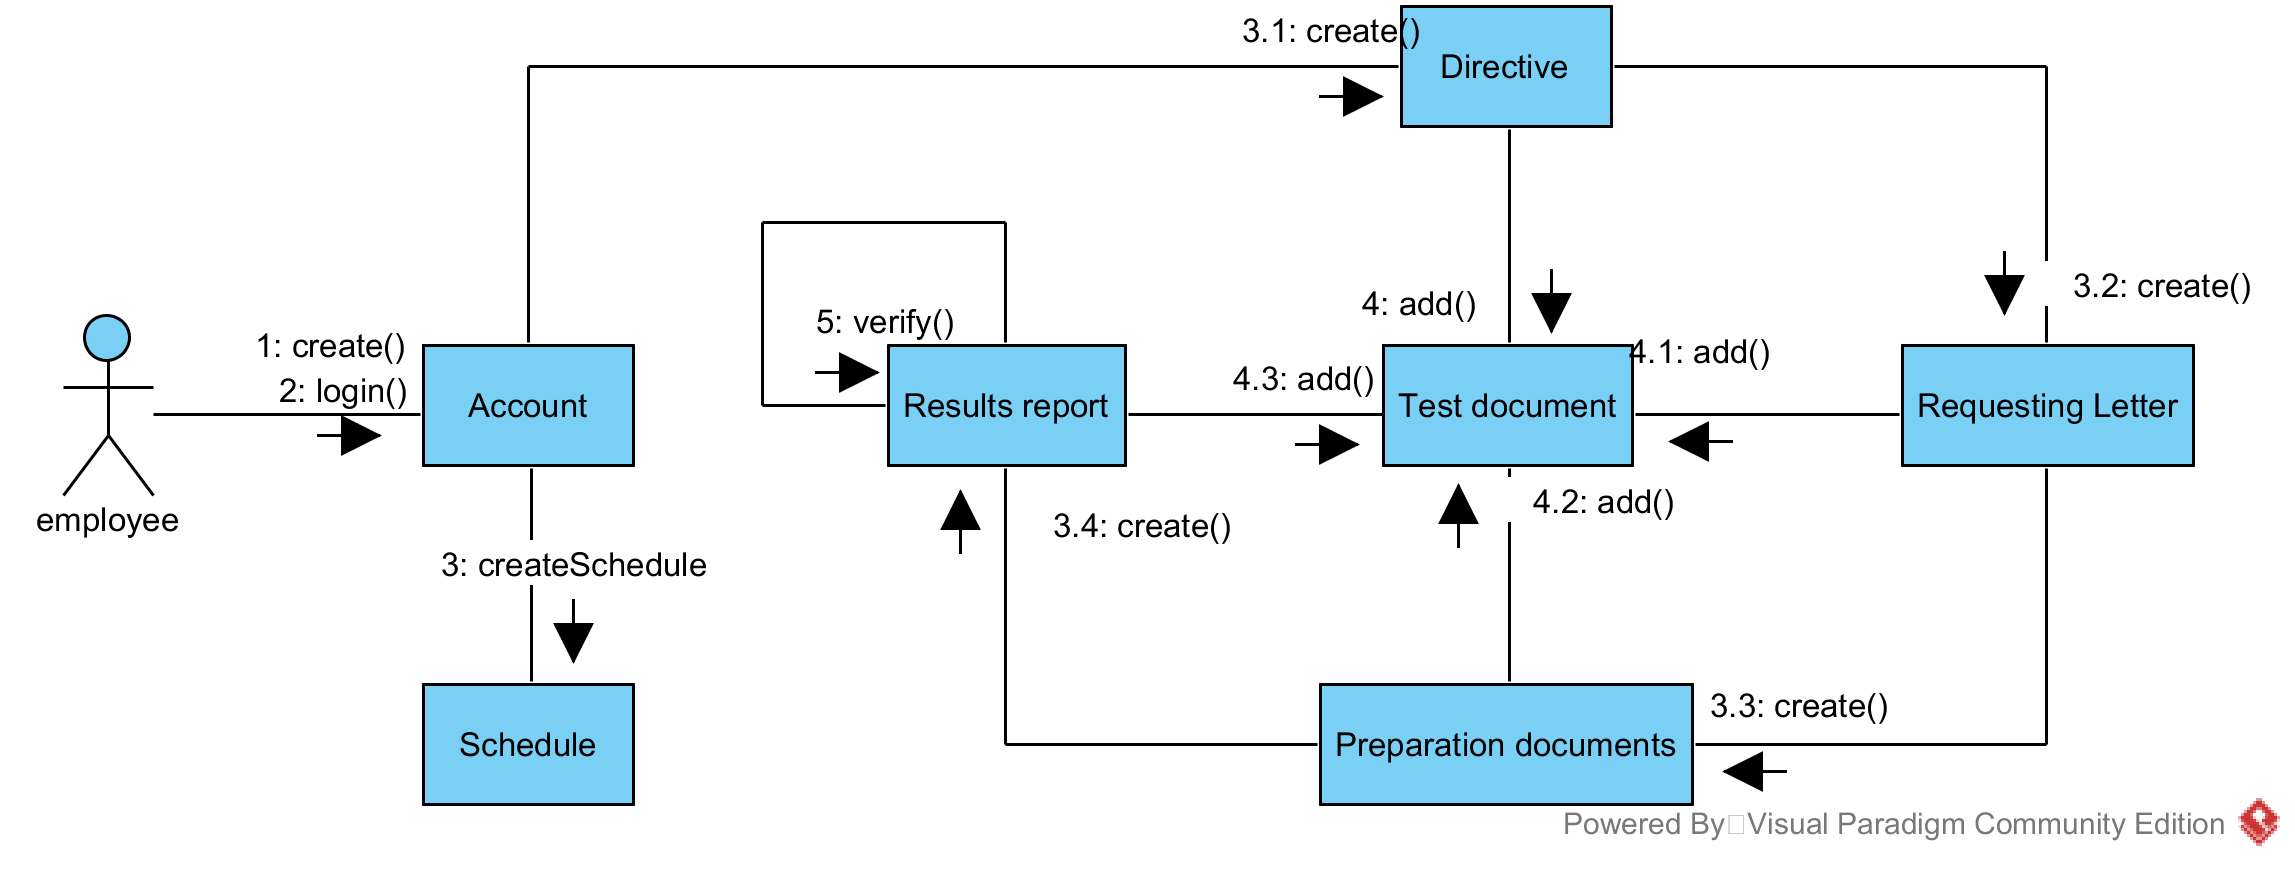 3.1: create()
Directive
3.2: create()
4: add()
5: verify()
1: create()
2: login()
4.1: add()
4.3: add()
Account
Results report
Test document
Requesting Letter
employee
4.2: add()
3.4: create()
3: createSchedule
3.3: create()
Schedule
Preparation documents
Powered By Visual Paradigm Community Edition